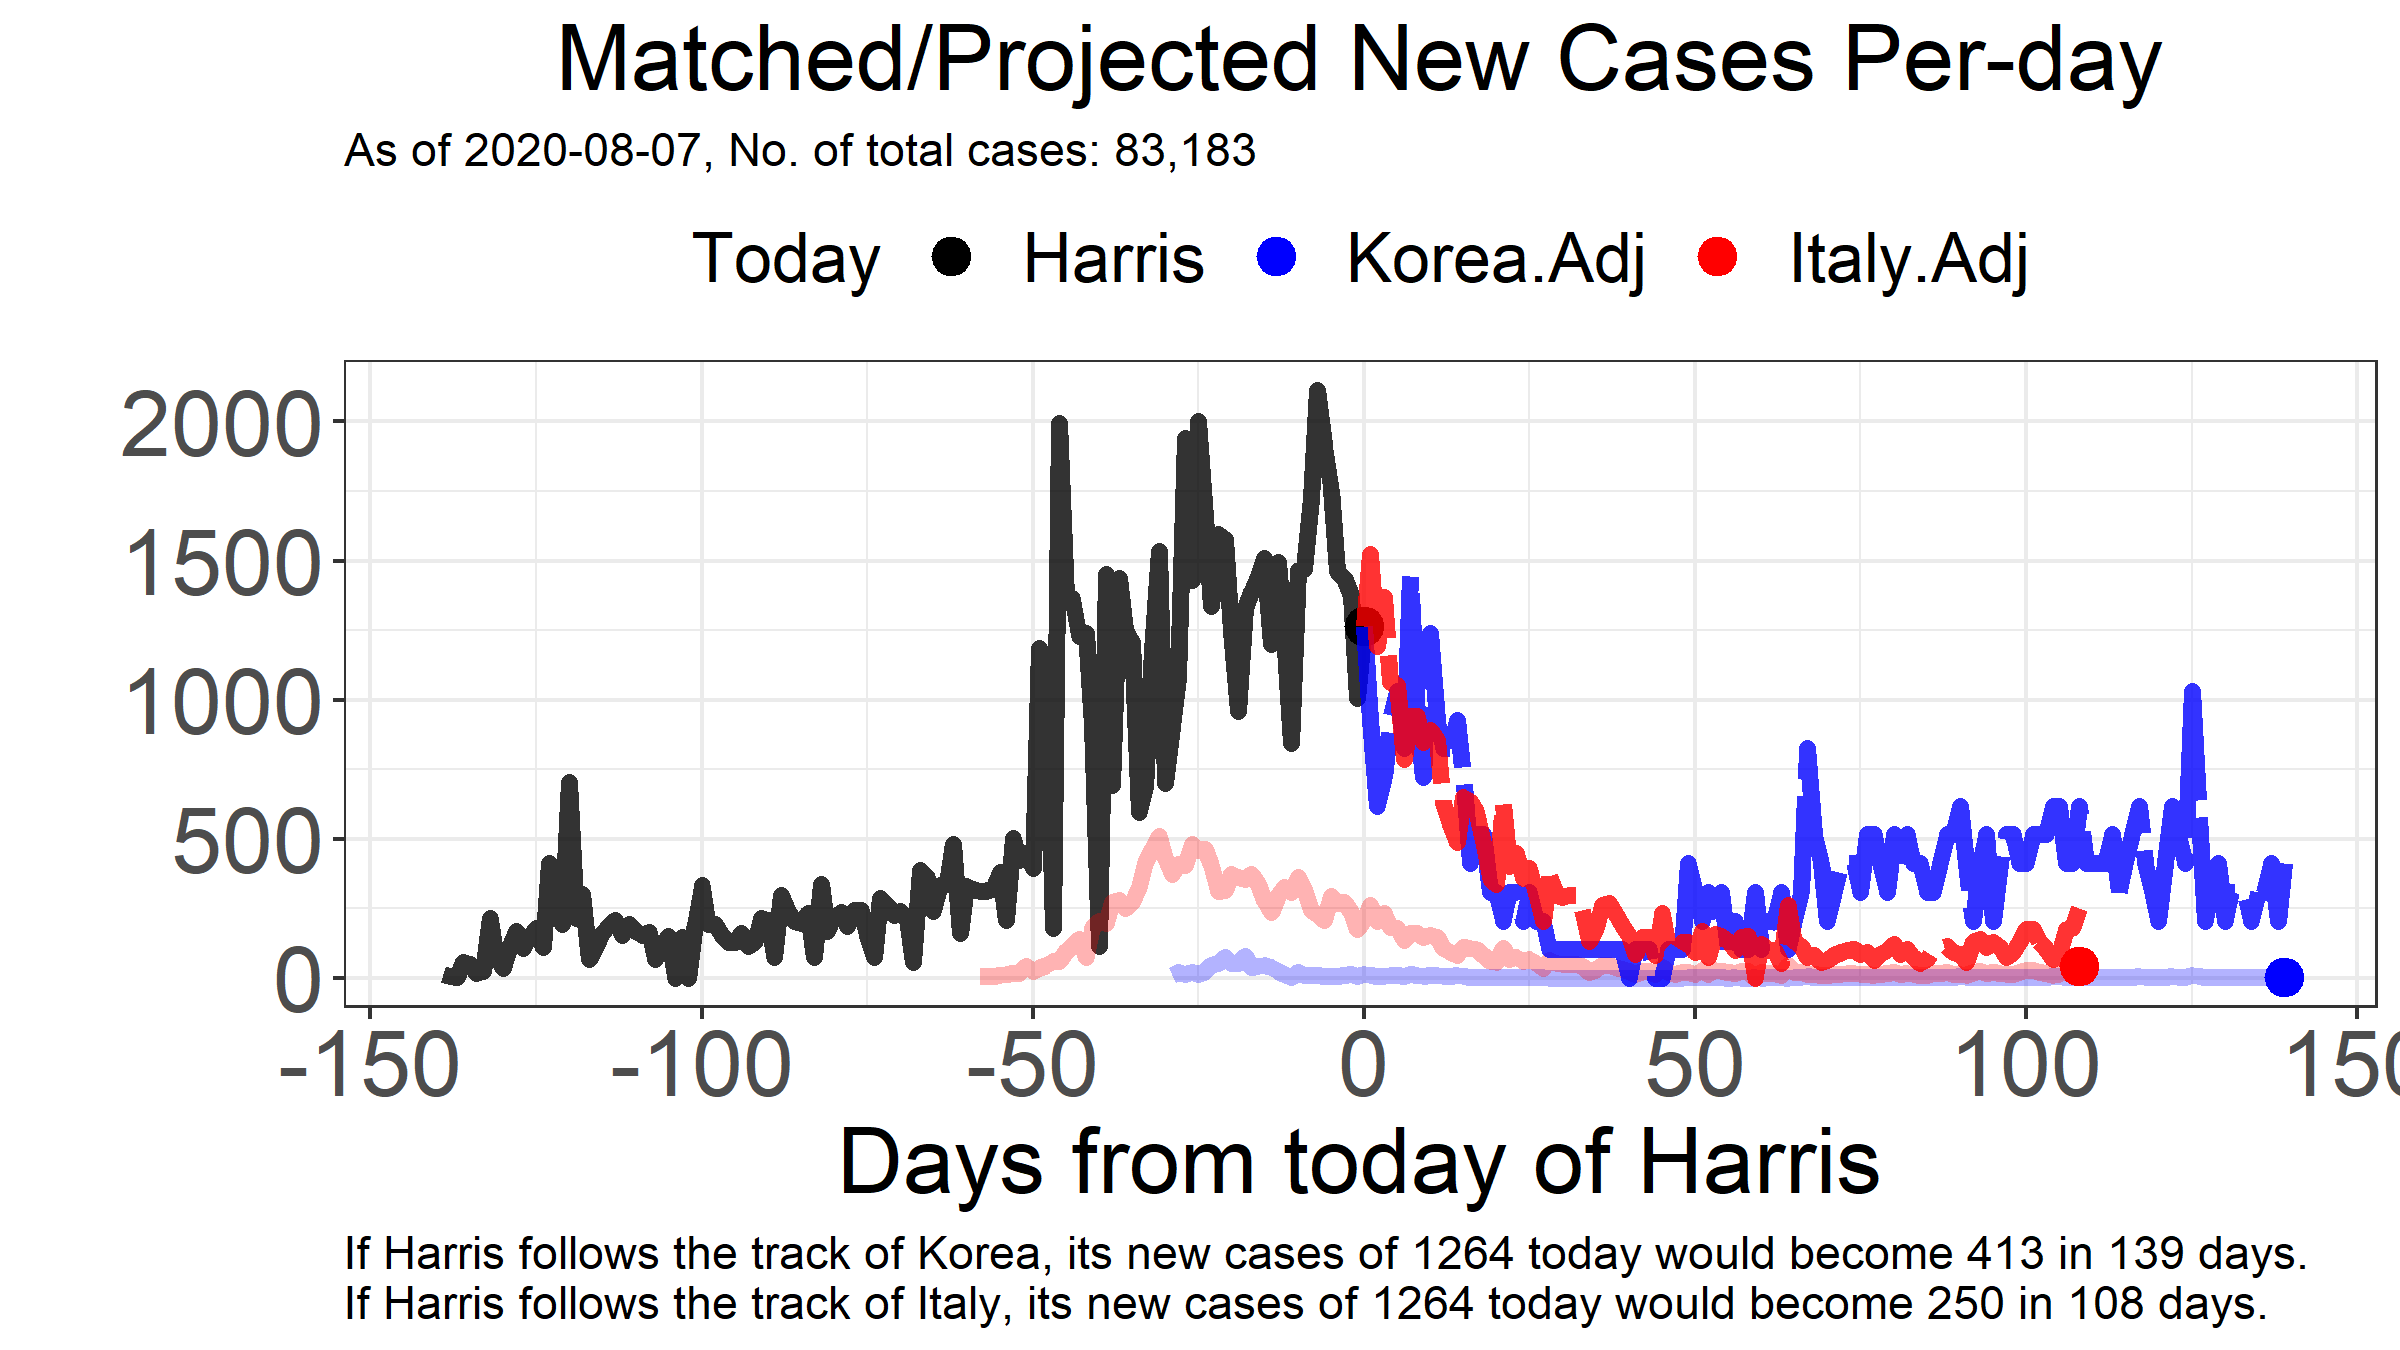 Matched/Projected New Cases Per-day
As of 2020-08-07, No. of total cases: 83,183
Today Harris Korea.Adj Italy.Adj
2000
1500
1000
500
0
-150 -100 -50 0 50 100 150
Days from today of Harris
If Harris follows the track of Korea, its new cases of 1264 today would become 413 in 139 days.
If Harris follows the track of Italy, its new cases of 1264 today would become 250 in 108 days.